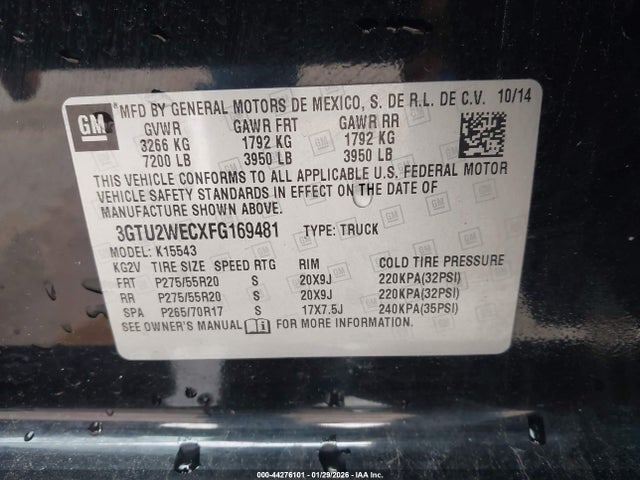 GM
®MFD BY GENERAL MOTORS DE MEXICO, S. DE R.L. DE C.V. 10/14
GVWR GAWR FRT GAWR RR
3266 KG 1792 KG 1792 KG
7200 LB 3950 LB 3950 LB
THIS VEHICLE CONFORMS TO ALL APPLICABLE U.S. FEDERAL MOTOR
VEHICLE SAFETY STANDARDS IN EFFECT ON THE DATE OF
MANUFACTURE SHOWN ABOVE.
3GTU2WECXFG169481 TYPE: TRUCK
MODEL: K15543
KG2V TIRE SIZE SPEED RTG RIM COLD TIRE PRESSURE
FRT P275/55R20 S 20X9J 220KPA(32PSI)
RR P275/55R20 S 20X9J 220KPA(32PSI)
SPA P265/70R17 S 17X7.5J 240KPA(35PSI)
SEE OWNER'S MANUAL FOR MORE INFORMATION.
000-44276101 - 01/29/2026 - IAA Inc.